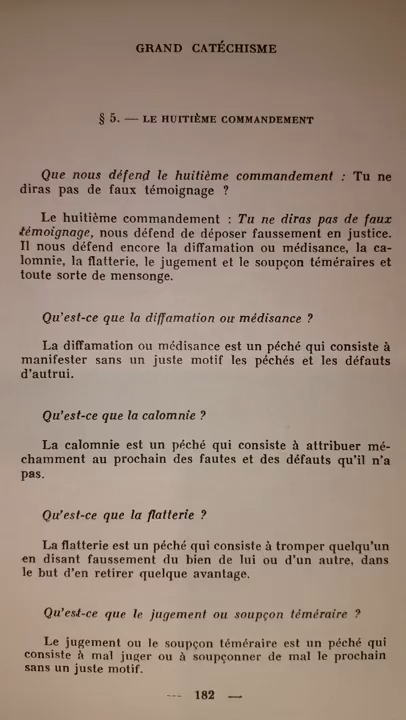 GRAND CATÉCHISME
§ 5. — LE HUITIÈME COMMANDEMENT
Que nous défend le huitième commandement : Tu ne
diras pas de faux témoignage ?
Le huitième commandement : Tu ne diras pas de faux
témoignage, nous défend de déposer faussement en justice.
Il nous défend encore la diffamation ou médisance, la ca-
lomnie, la flatterie, le jugement et le soupçon téméraires et
toute sorte de mensonge.
Qu'est-ce que la diffamation ou médisance ?
La diffamation ou médisance est un péché qui consiste à
manifester sans un juste motif les péchés et les défauts
d'autrui.
Qu'est-ce que la calomnie ?
La calomnie est un péché qui consiste à attribuer mé-
chamment au prochain des fautes et des défauts qu'il n'a
pas.
Qu'est-ce que la flatterie ?
La flatterie est un péché qui consiste à tromper quelqu'un
en disant faussement du bien de lui ou d'un autre, dans
le but d'en retirer quelque avantage.
Qu'est-ce que le jugement ou soupçon téméraire ?
Le jugement ou le soupçon téméraire est un péché qui
consiste à mal juger ou à soupçonner de mal le prochain
sans un juste motif.
— 182 —